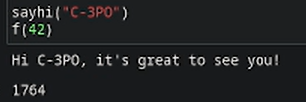 sayhi("C-3PO")
f(42)
Hi C-3PO, it's great to see you!
1764